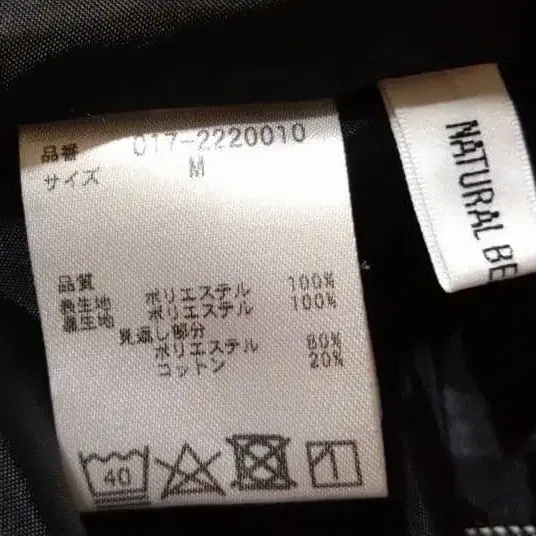 品番 017-2220010
サイズ M
品質
表生地 ポリエステル 100%
裏生地 ポリエステル 100%
見返し部分
ポリエステル 80%
コットン 20%
40
NATURAL BE